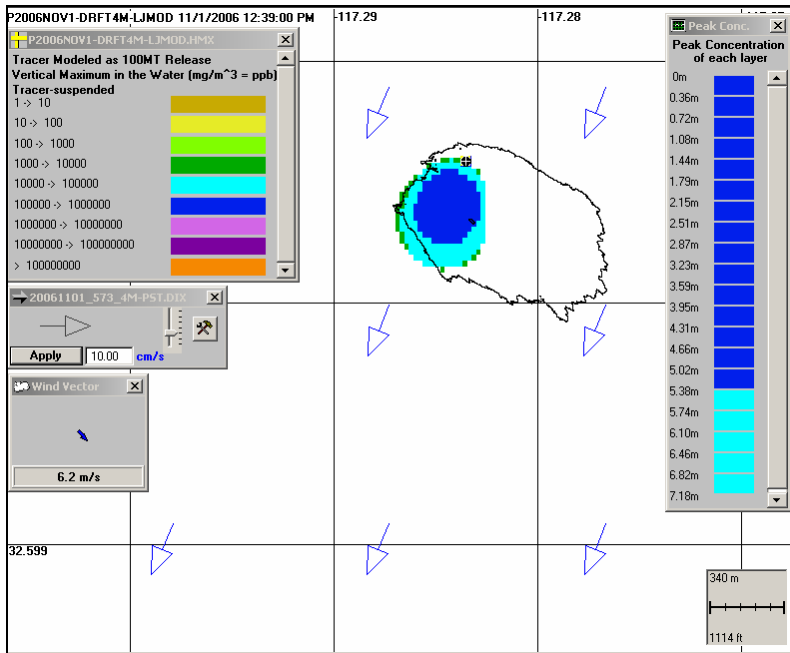 P2006NOV1-DRFT4M-LJMOD 11/1/2006 12:39:00 PM
-117.29
-117.28
P2006NOV1-DRFT4M-LJMOD.HMX
Tracer Modeled as 100MT Release
Vertical Maximum in the Water (mg/m^3 = ppb)
Tracer-suspended
1 -> 10
10 -> 100
100 -> 1000
1000 -> 10000
10000 -> 100000
100000 -> 1000000
1000000 -> 10000000
10000000 -> 100000000
> 100000000
20061101_573_4M-PST.DIX
Apply
10.00
cm/s
Wind Vector
6.2 m/s
32.599
Peak Conc.
Peak Concentration
of each layer
0m
0.36m
0.72m
1.08m
1.44m
1.79m
2.15m
2.51m
2.87m
3.23m
3.59m
3.95m
4.31m
4.66m
5.02m
5.38m
5.74m
6.10m
6.46m
6.82m
7.18m
340 m
1114 ft